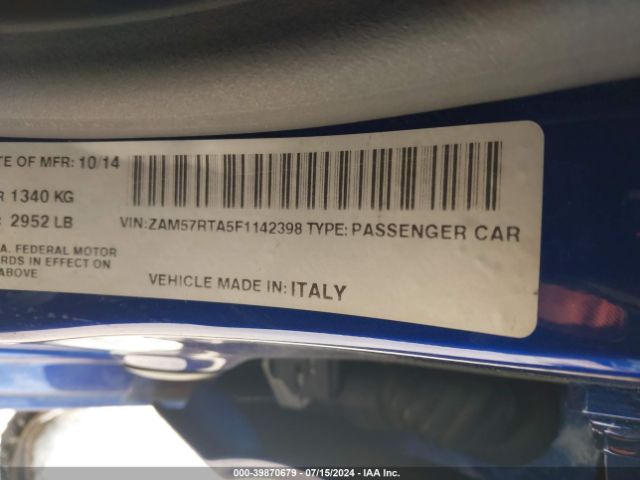 TE OF MFR: 10/14
R 1340 KG
: 2952 LB
VIN:ZAM57RTA5F1142398 TYPE: PASSENGER CAR
A. FEDERAL MOTOR
RDS IN EFFECT ON
ABOVE
VEHICLE MADE IN: ITALY
000-39870679 | 07/15/2024 | IAA Inc.